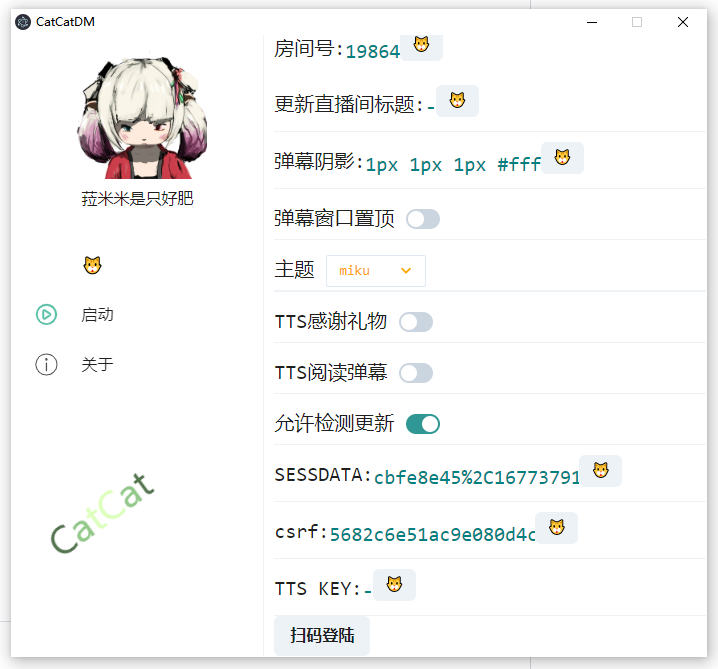 CatCatDM
菈米米是只好肥
启动
关于
CatCat
房间号:19864
更新直播间标题:-
弹幕阴影:1px 1px 1px #fff
弹幕窗口置顶
主题 miku
TTS感谢礼物
TTS阅读弹幕
允许检测更新
SESSDATA:cbfe8e45%2C16773791
csrf:5682c6e51ac9e080d4c
TTS KEY:-
扫码登陆